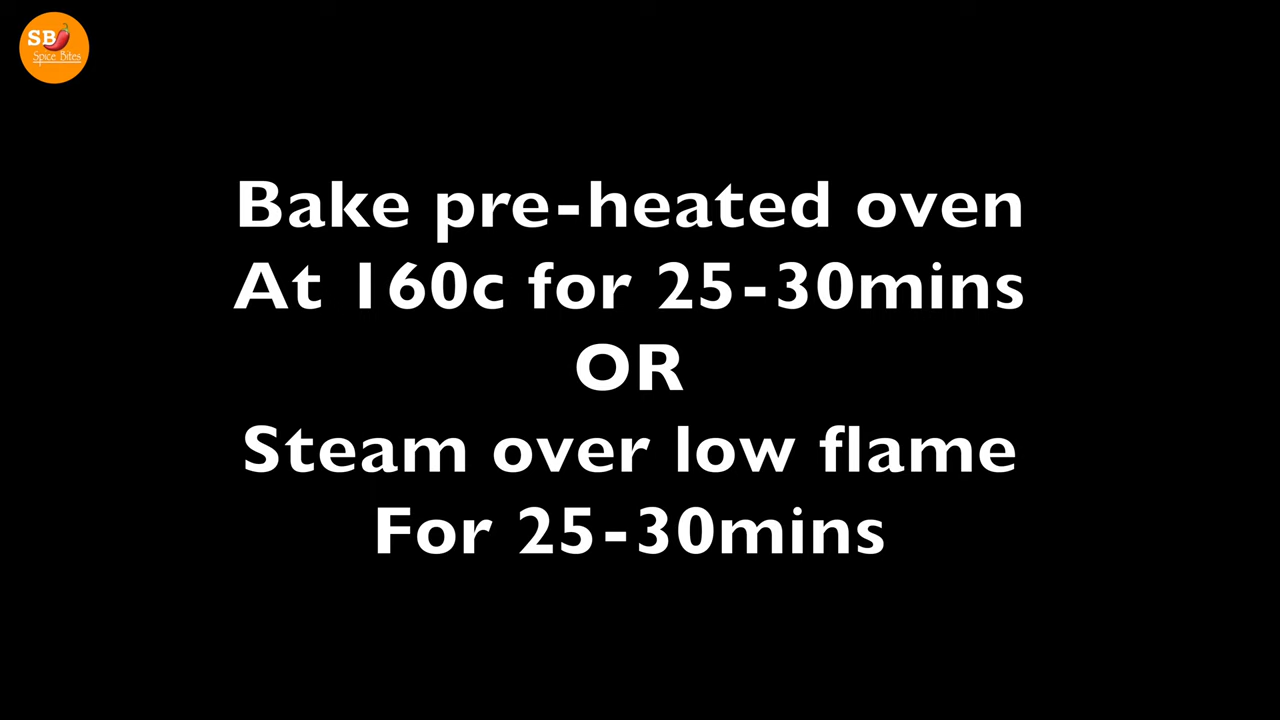 SB
Spice Bites
Bake pre-heated oven
At 160c for 25-30mins
OR
Steam over low flame
For 25-30mins